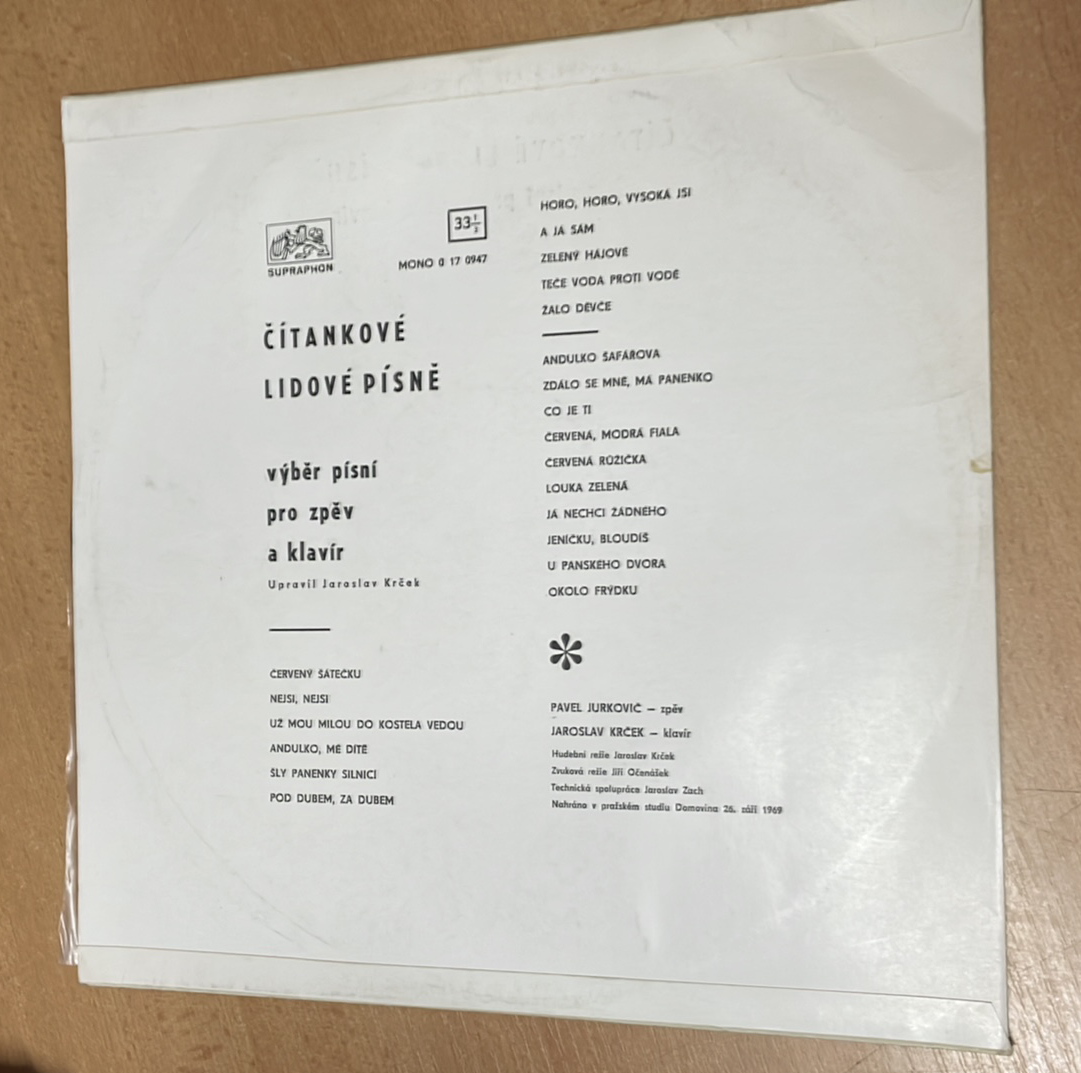 SUPRAPHON
33 1/2
MONO 0 17 0947
ČÍTANKOVÉ
LIDOVÉ PÍSNĚ
výběr písní
pro zpěv
a klavír
Upravil Jaroslav Krček
ČERVENÝ ŠÁTEČKU
NEJSI, NEJSI
UŽ MOU MILOU DO KOSTELA VEDOU
ANDULKO, MÉ DÍTĚ
ŠLY PANENKY SILNICÍ
POD DUBEM, ZA DUBEM
HORO, HORO, VYSOKÁ JSI
A JÁ SÁM
ZELENÝ HÁJOVÉ
TEČE VODA PROTI VODĚ
ŽALO DĚVČE
ANDULKO ŠAFÁROVA
ZDÁLO SE MNĚ, MÁ PANENKO
CO JE TI
ČERVENÁ, MODRÁ FIALA
ČERVENÁ RŮŽIČKA
LOUKA ZELENÁ
JÁ NECHCI ŽÁDNÉHO
JENÍČKU, BLOUDÍŠ
U PANSKÉHO DVORA
OKOLO FRÝDKU
PAVEL JURKOVIČ — zpěv
JAROSLAV KRČEK — klavír
Hudební režie Jaroslav Krček
Zvuková režie Jiří Očenášek
Technická spolupráce Jaroslav Zach
Nahráno v pražském studiu Domovina 26. září 1969